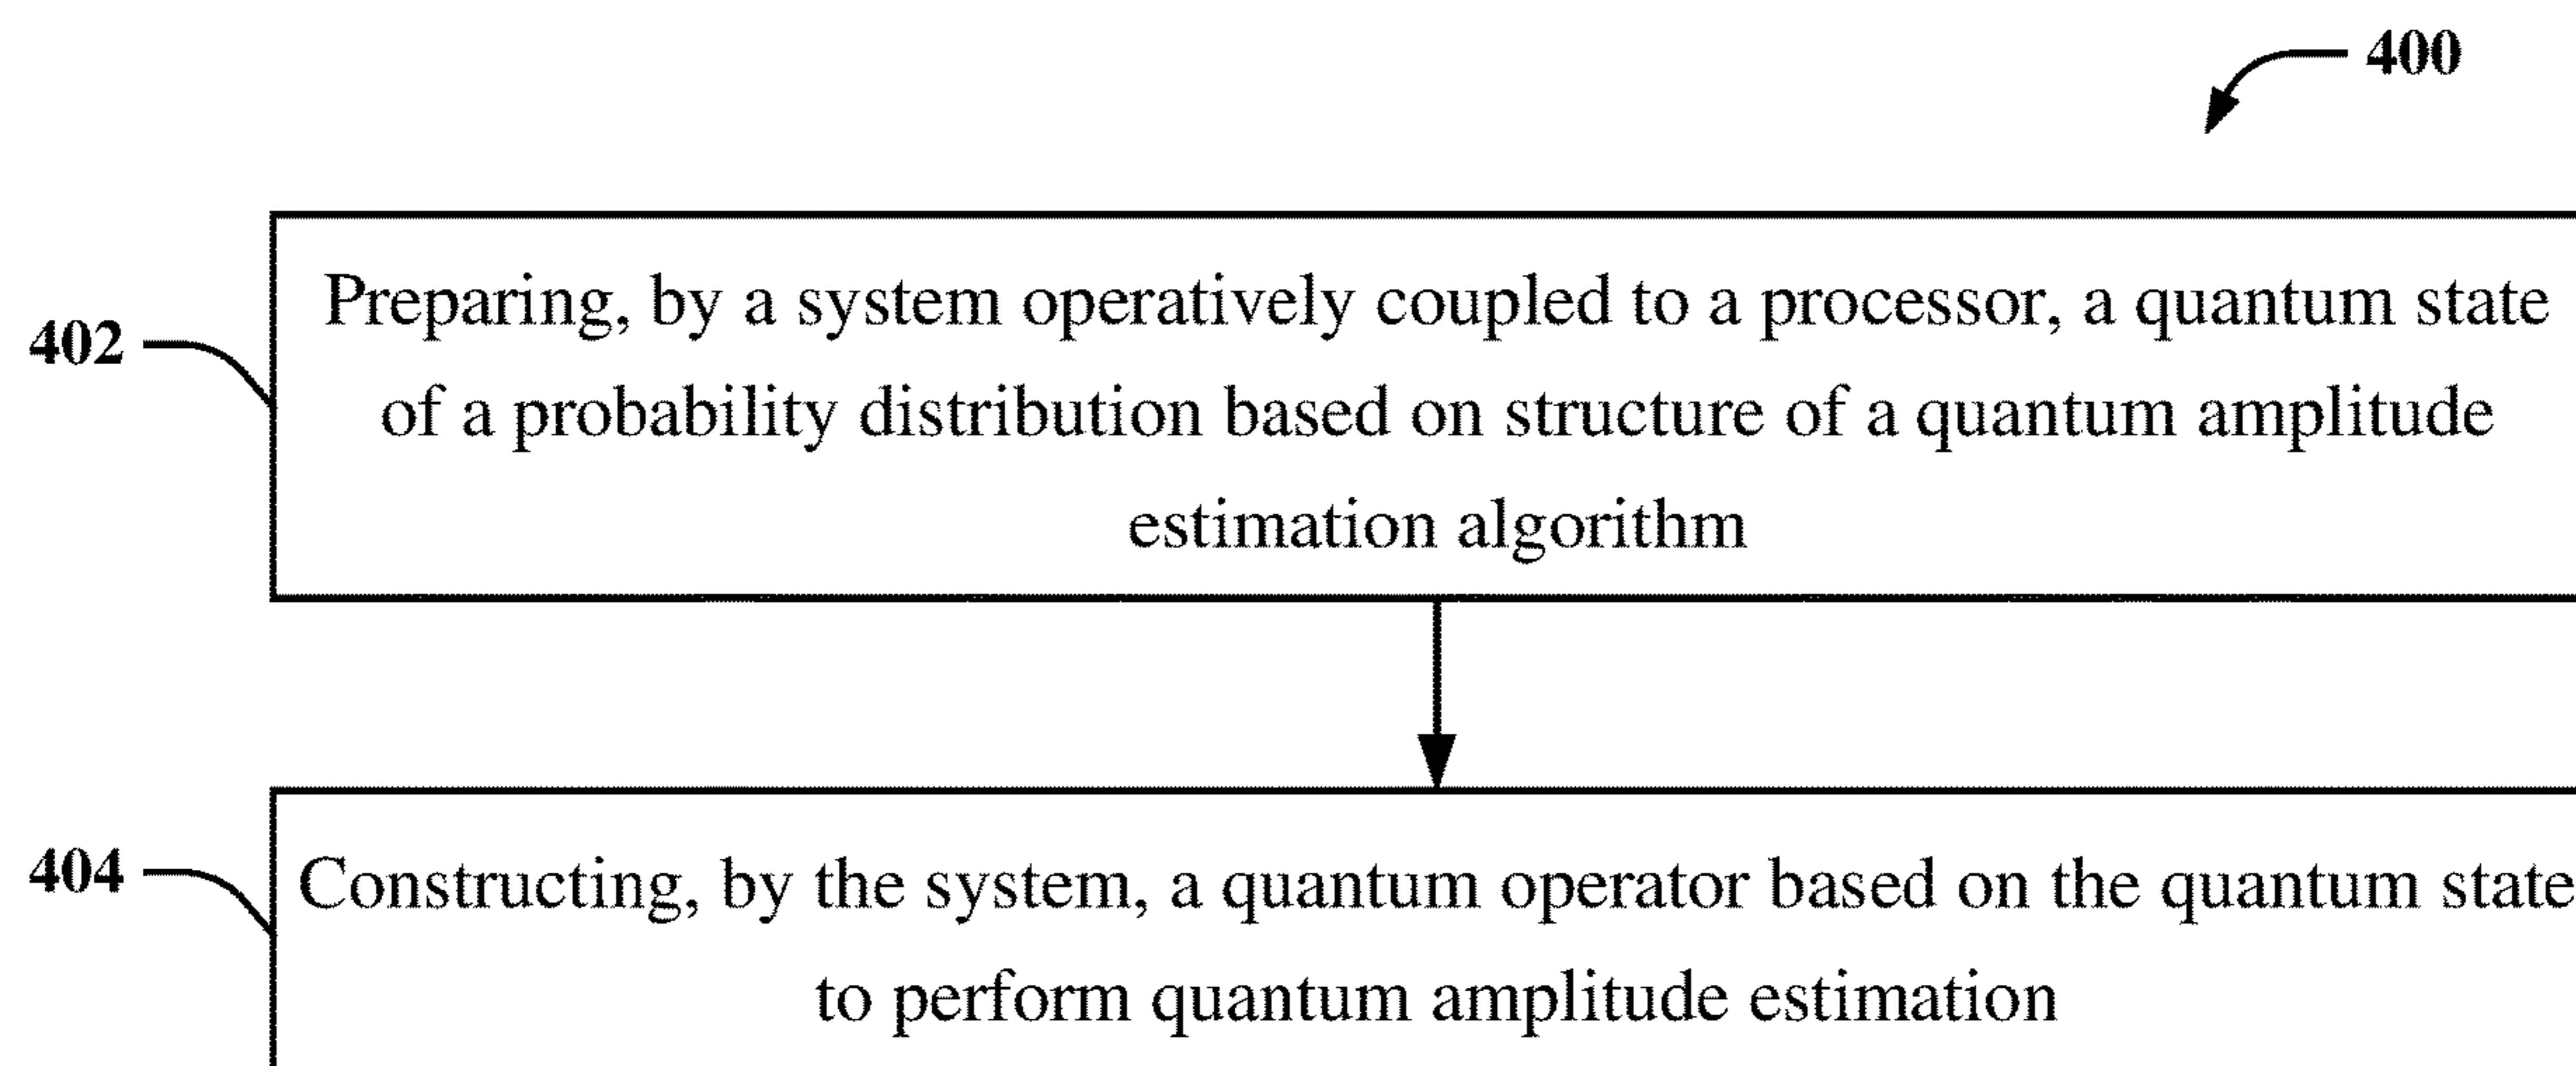 400
402
Preparing, by a system operatively coupled to a processor, a quantum state
of a probability distribution based on structure of a quantum amplitude
estimation algorithm
404
Constructing, by the system, a quantum operator based on the quantum state
to perform quantum amplitude estimation